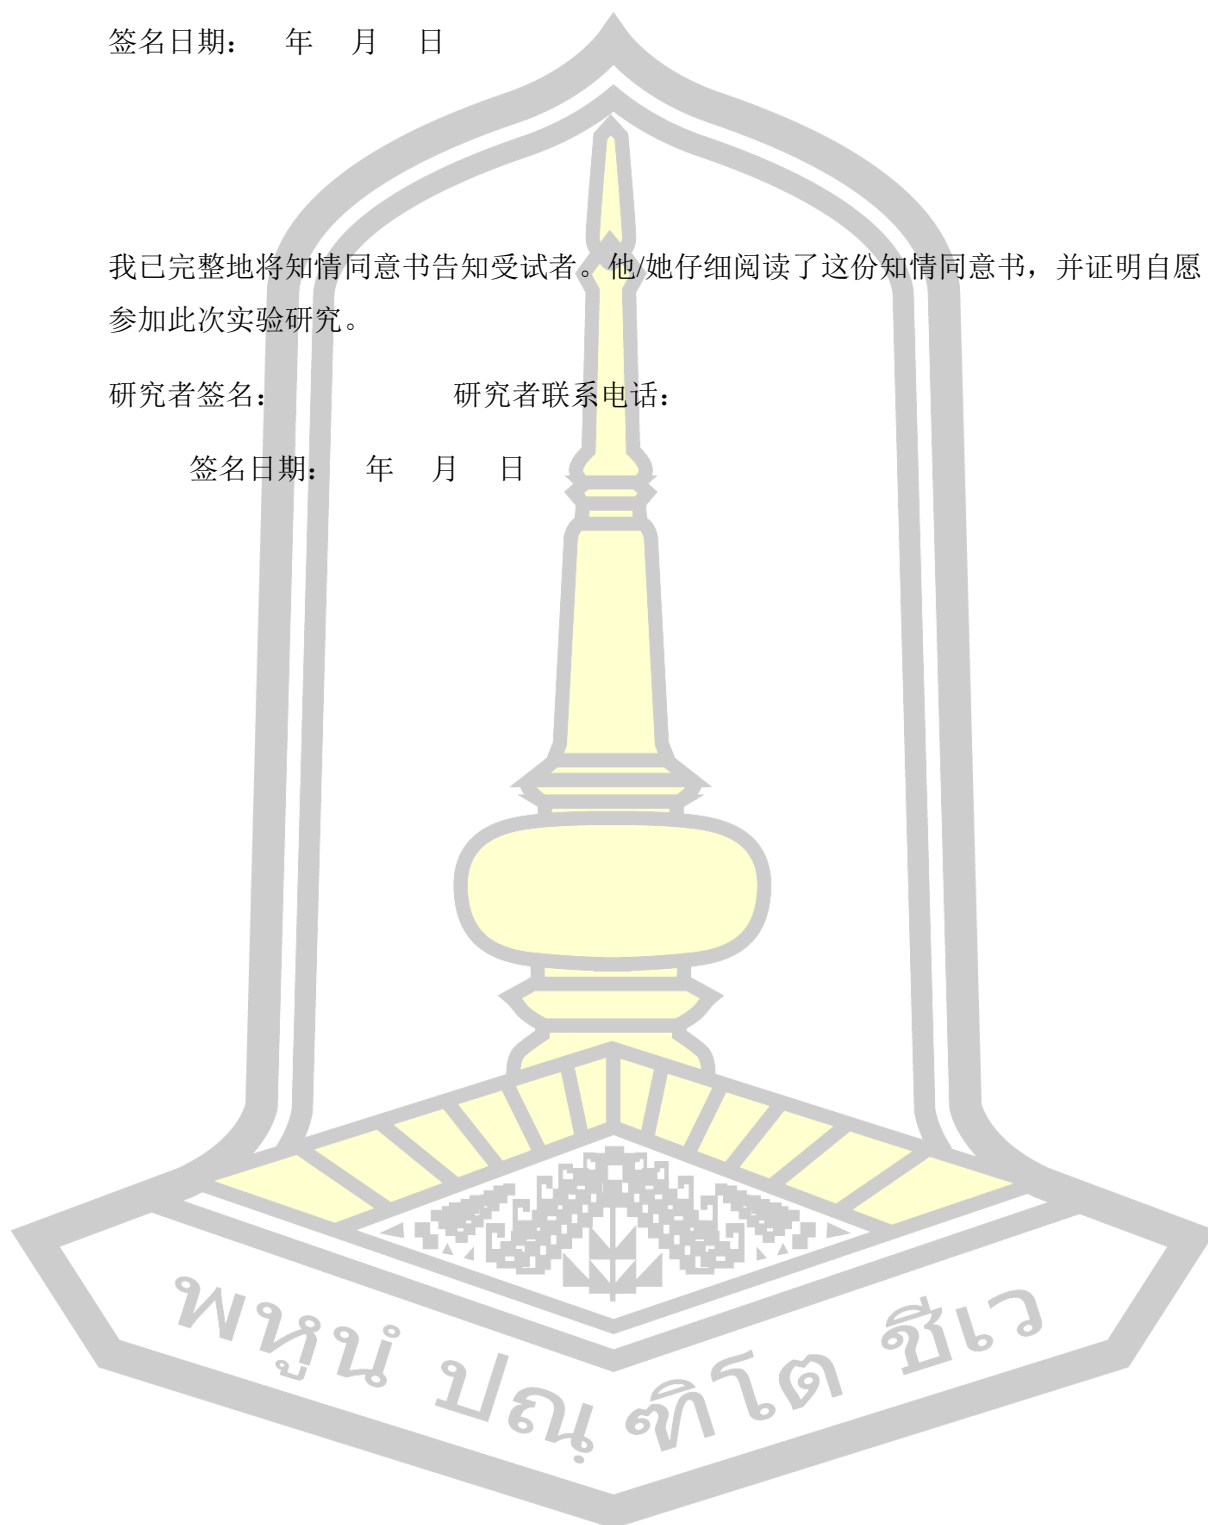 签名日期： 年 月 日
我已完整地将知情同意书告知受试者。他/她仔细阅读了这份知情同意书，并证明自愿
参加此次实验研究。
研究者签名： 研究者联系电话：
签名日期： 年 月 日
พหูนํ ปณฺฑิโต ชีเว